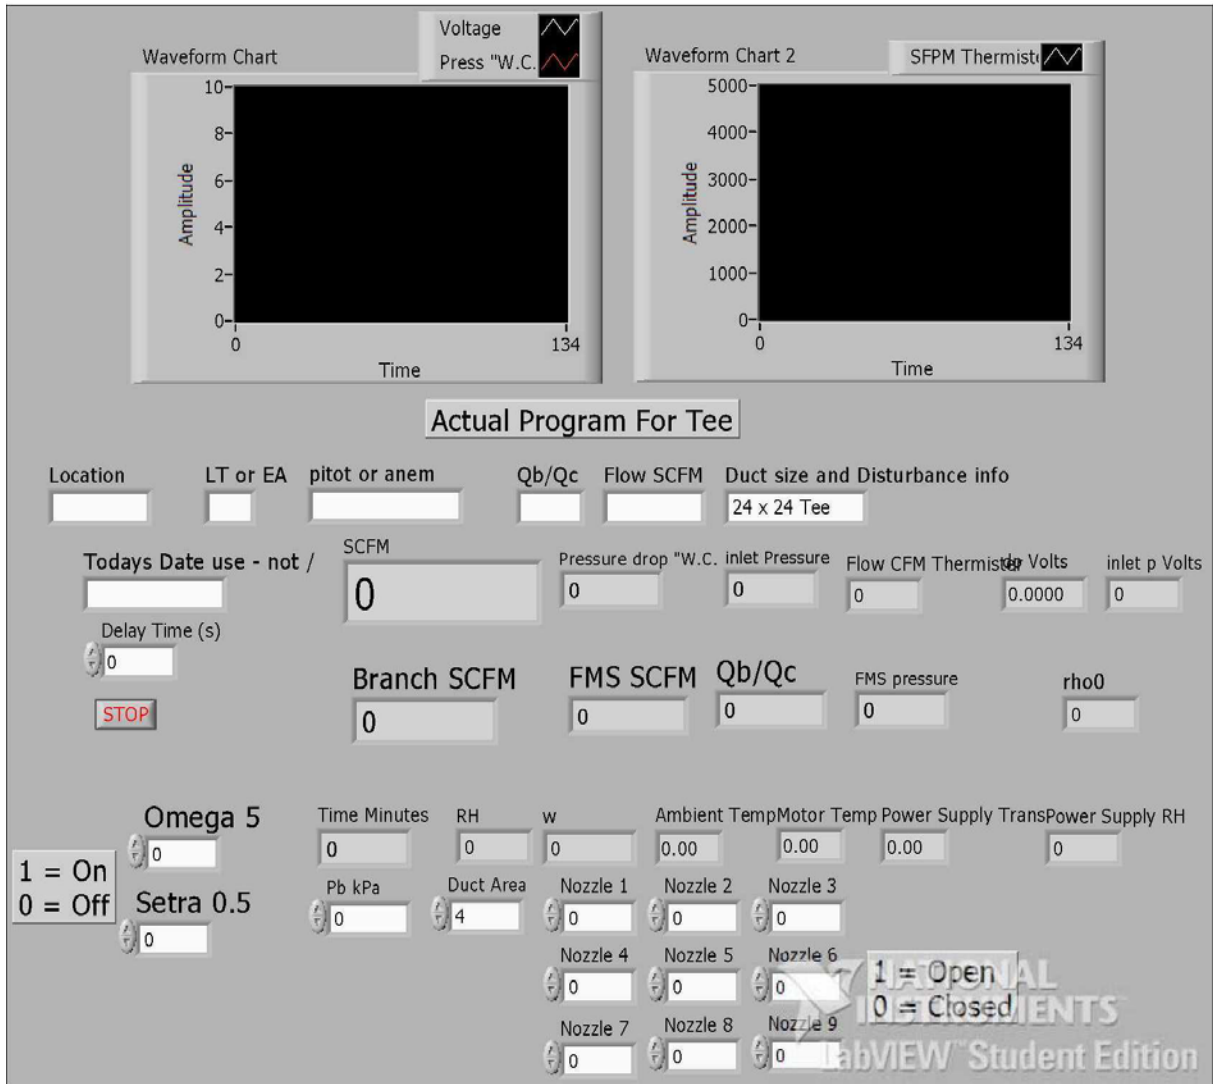 Voltage
Press "W.C.
Waveform Chart
10
8
6
4
2
0
Amplitude
0
134
Time
Waveform Chart 2
SFPM Thermist
5000
4000
3000
2000
1000
0
Amplitude
0
134
Time
Actual Program For Tee
Location
LT or EA
pitot or anem
Qb/Qc
Flow SCFM
Duct size and Disturbance info
24 x 24 Tee
Todays Date use - not /
SCFM
0
Pressure drop "W.C.
0
inlet Pressure
0
Flow CFM Thermister
0
dp Volts
0.0000
inlet p Volts
0
Delay Time (s)
0
STOP
Branch SCFM
0
FMS SCFM
0
Qb/Qc
0
FMS pressure
0
rho0
0
1 = On
0 = Off
Omega 5
0
Setra 0.5
0
Time Minutes
0
RH
0
w
0
Ambient Temp
0.00
Motor Temp
0.00
Power Supply Trans
0.00
Power Supply RH
0
Pb kPa
0
Duct Area
4
Nozzle 1
0
Nozzle 2
0
Nozzle 3
0
Nozzle 4
0
Nozzle 5
0
Nozzle 6
0
Nozzle 7
0
Nozzle 8
0
Nozzle 9
0
1 = Open
0 = Closed
NATIONAL
INSTRUMENTS
LabVIEW™ Student Edition